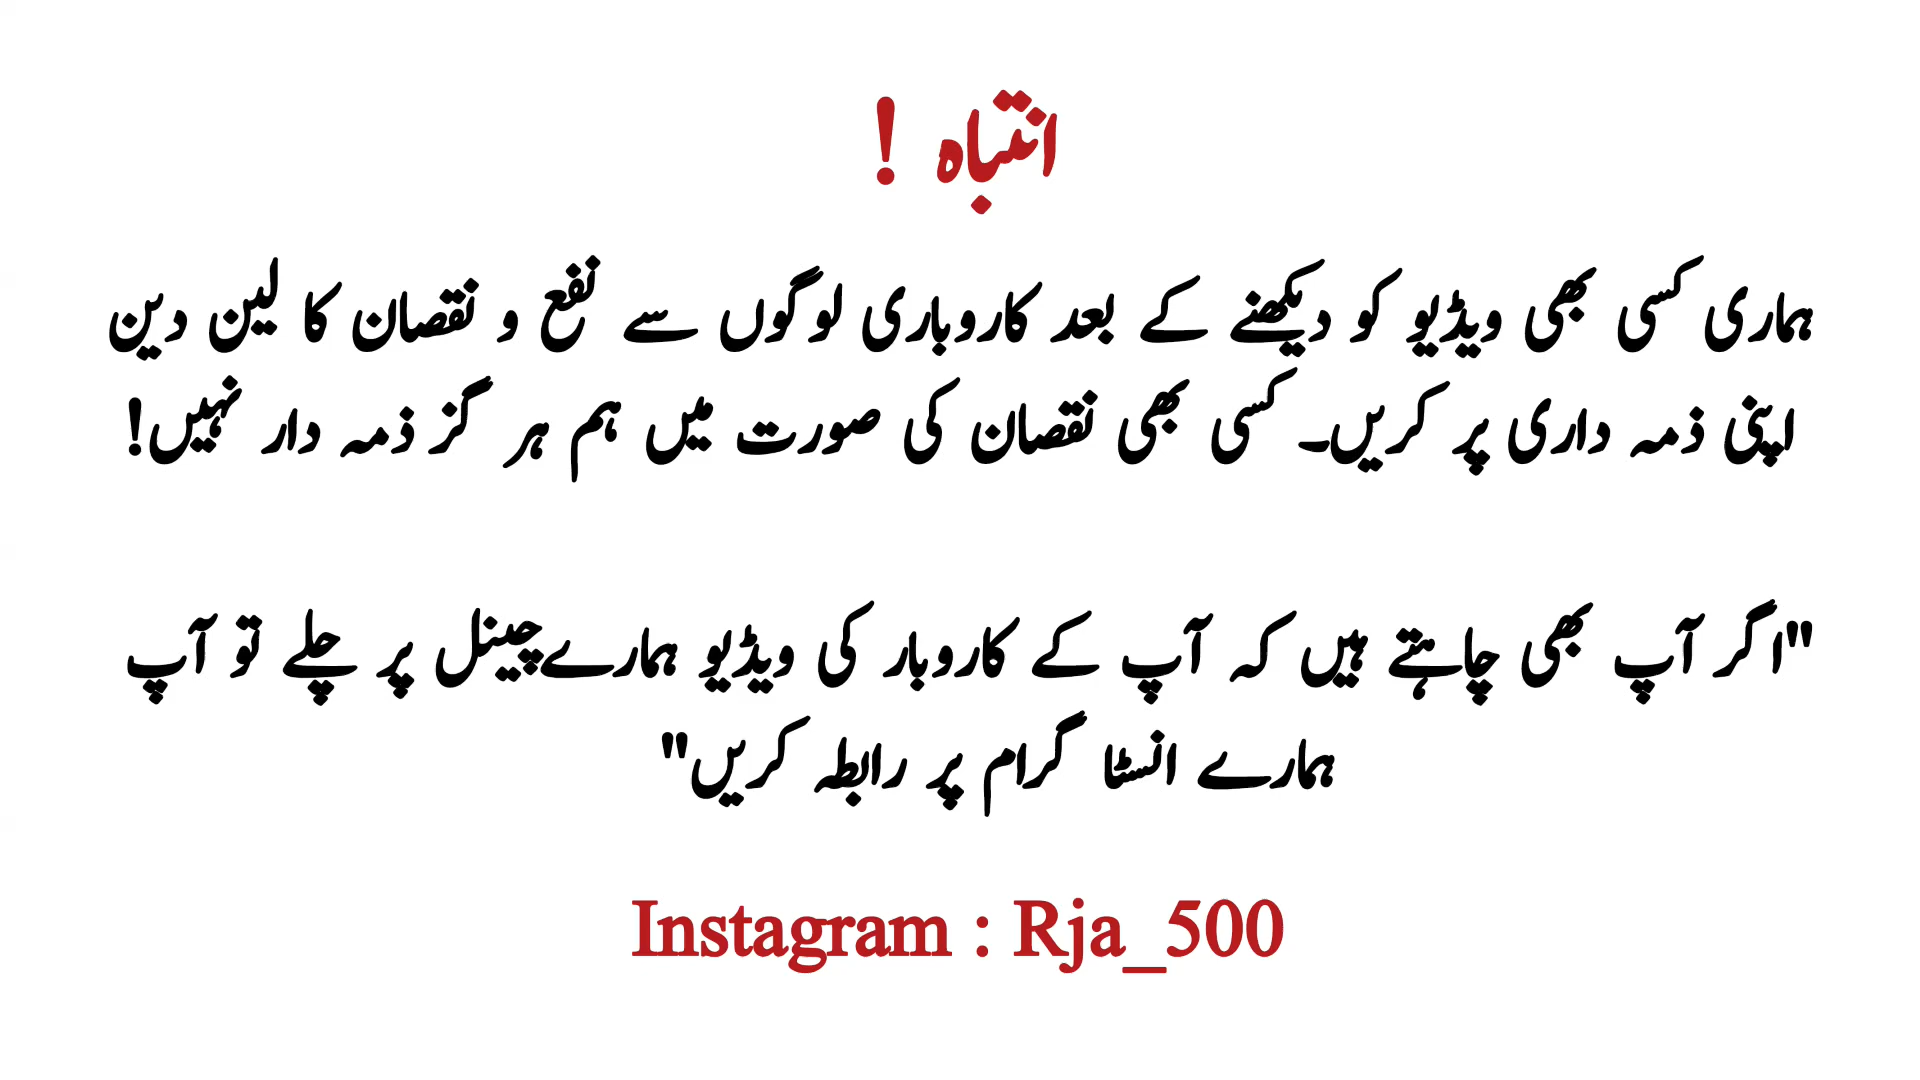 انتباہ !
ہماری کسی بھی ویڈیو کو دیکھنے کے بعد کاروباری لوگوں سے نفع و نقصان کا لین دین
اپنی ذمہ داری پر کریں۔ کسی بھی نقصان کی صورت میں ہم ہر گز ذمہ دار نہیں!
"اگر آپ بھی چاہتے ہیں کہ آپ کے کاروبار کی ویڈیو ہمارے چینل پر چلے تو آپ
ہمارے انسٹا گرام پر رابطہ کریں"
Instagram : Rja_500